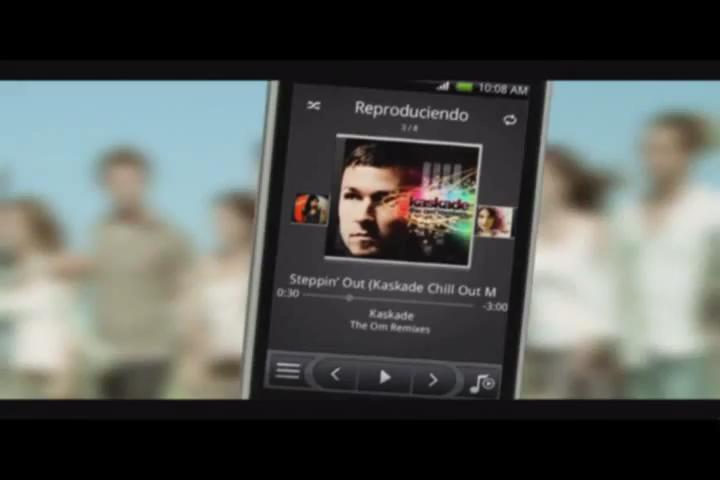 10:08 AM
Reproduciendo
3 / 8
kaskade
Steppin' Out (Kaskade Chill Out M
0:30
-3:00
Kaskade
The Om Remixes